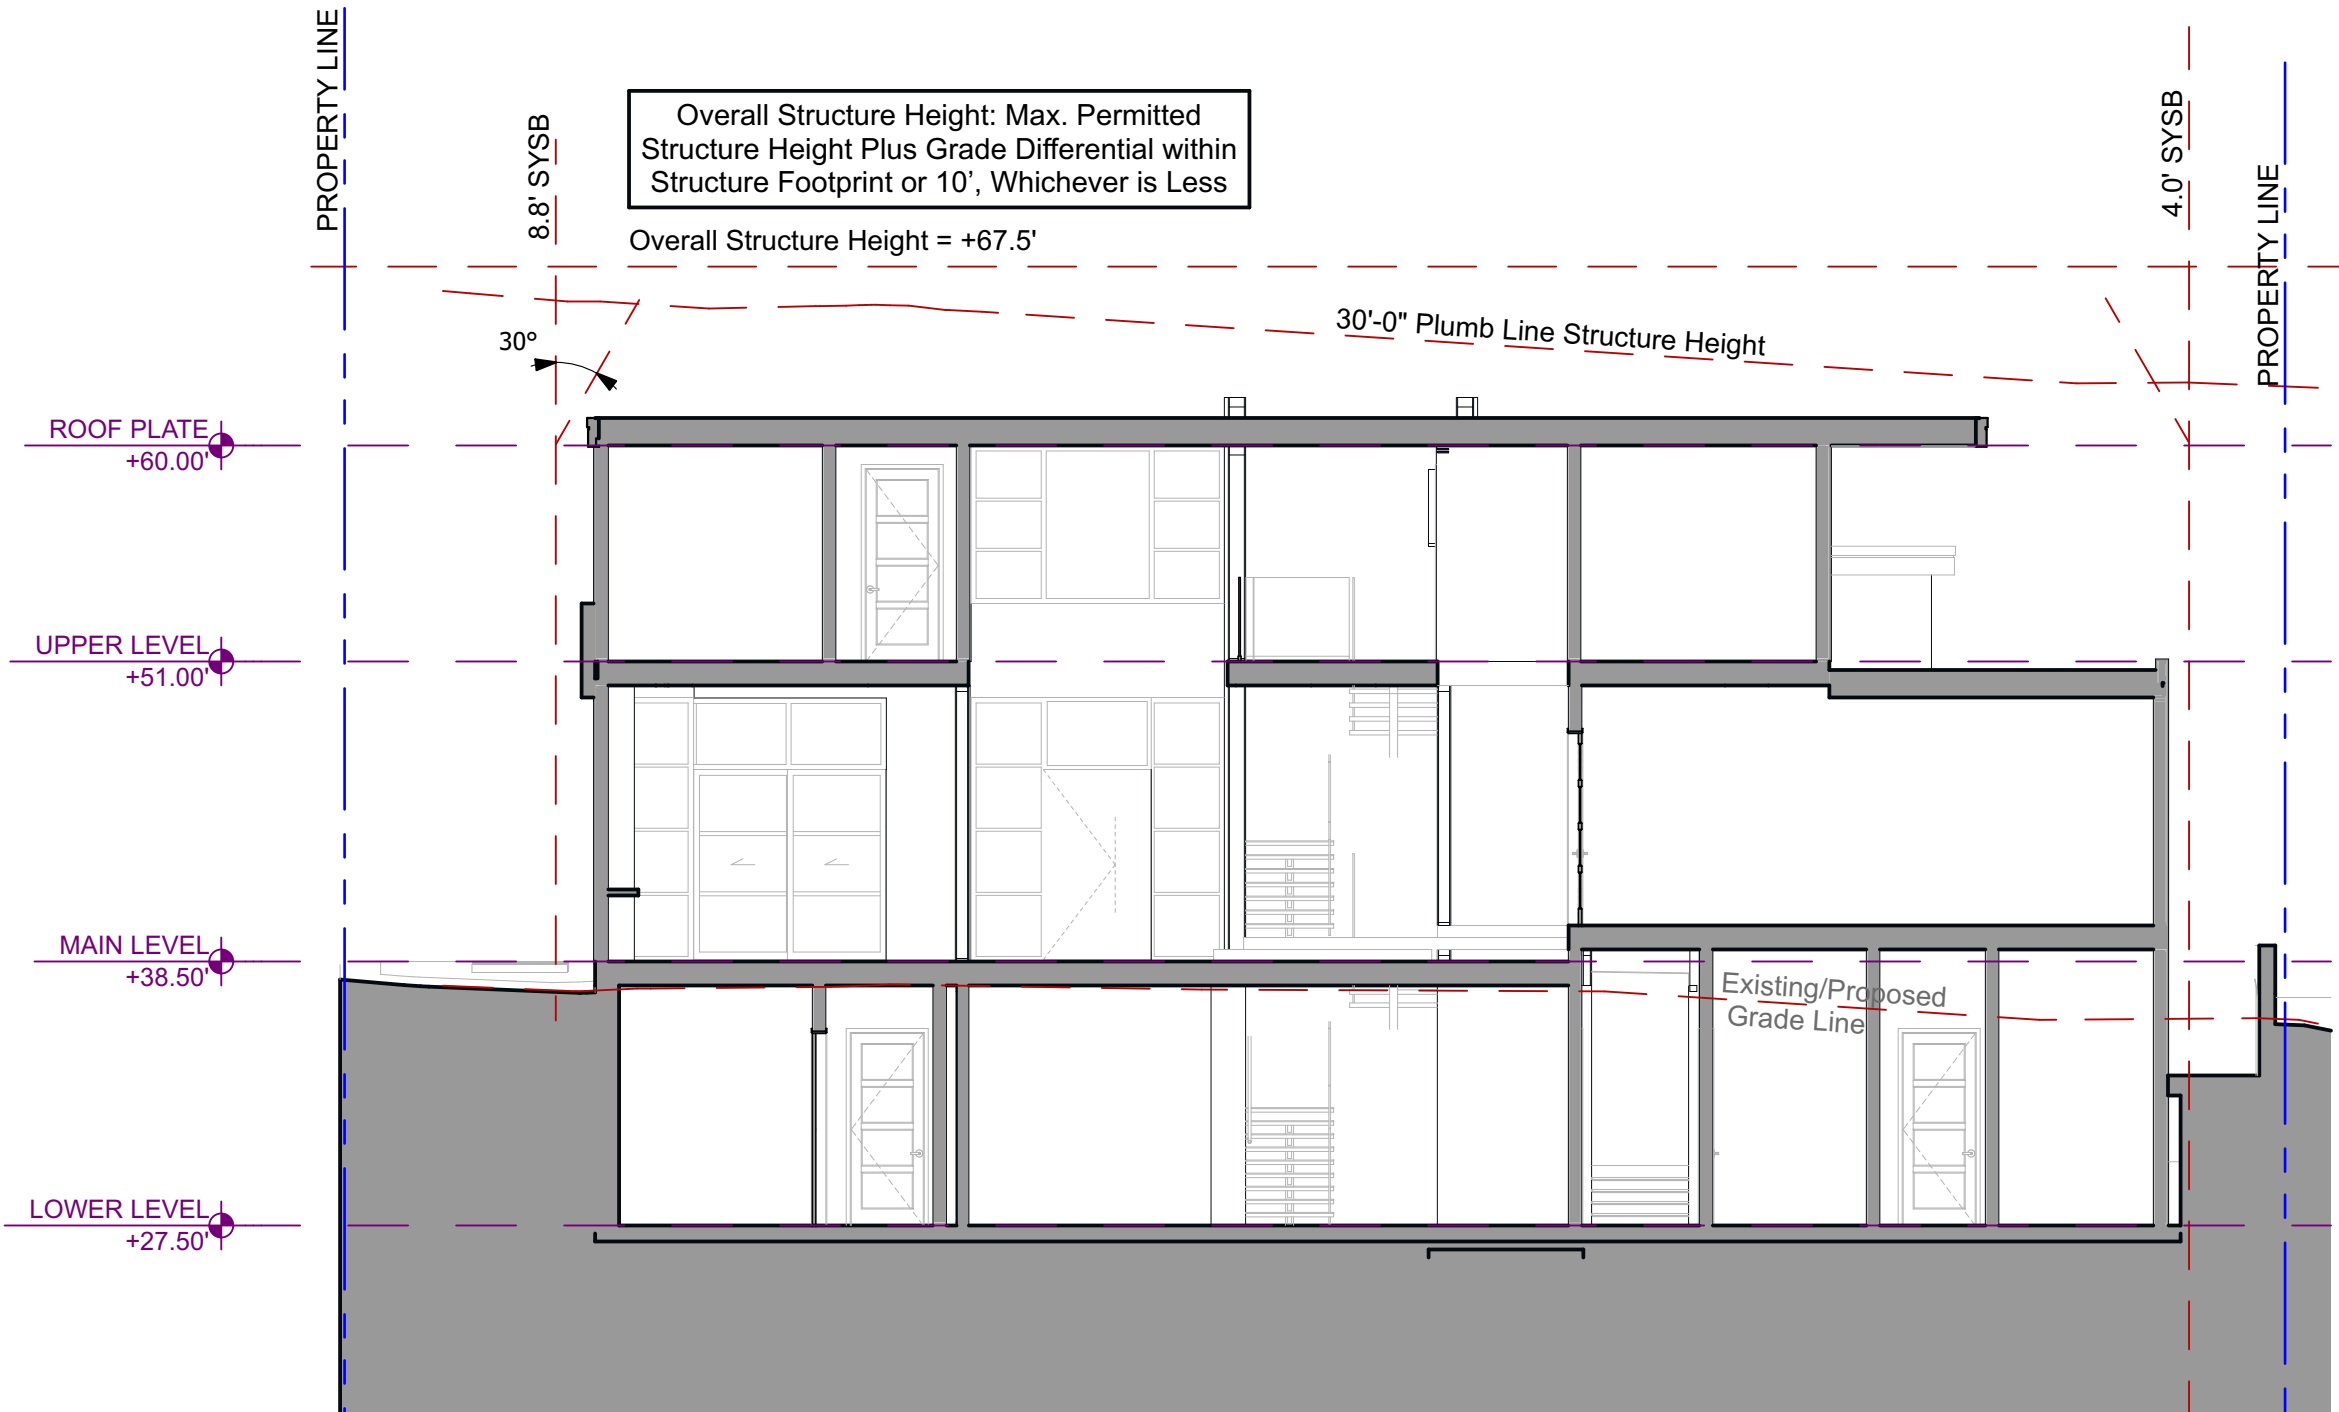 PROPERTY LINE
8.8' SYSB
Overall Structure Height: Max. Permitted
Structure Height Plus Grade Differential within
Structure Footprint or 10’, Whichever is Less
Overall Structure Height = +67.5'
4.0' SYSB
PROPERTY LINE
30'-0" Plumb Line Structure Height
30°
ROOF PLATE
+60.00'
UPPER LEVEL
+51.00'
MAIN LEVEL
+38.50'
Existing/Proposed
Grade Line
LOWER LEVEL
+27.50'